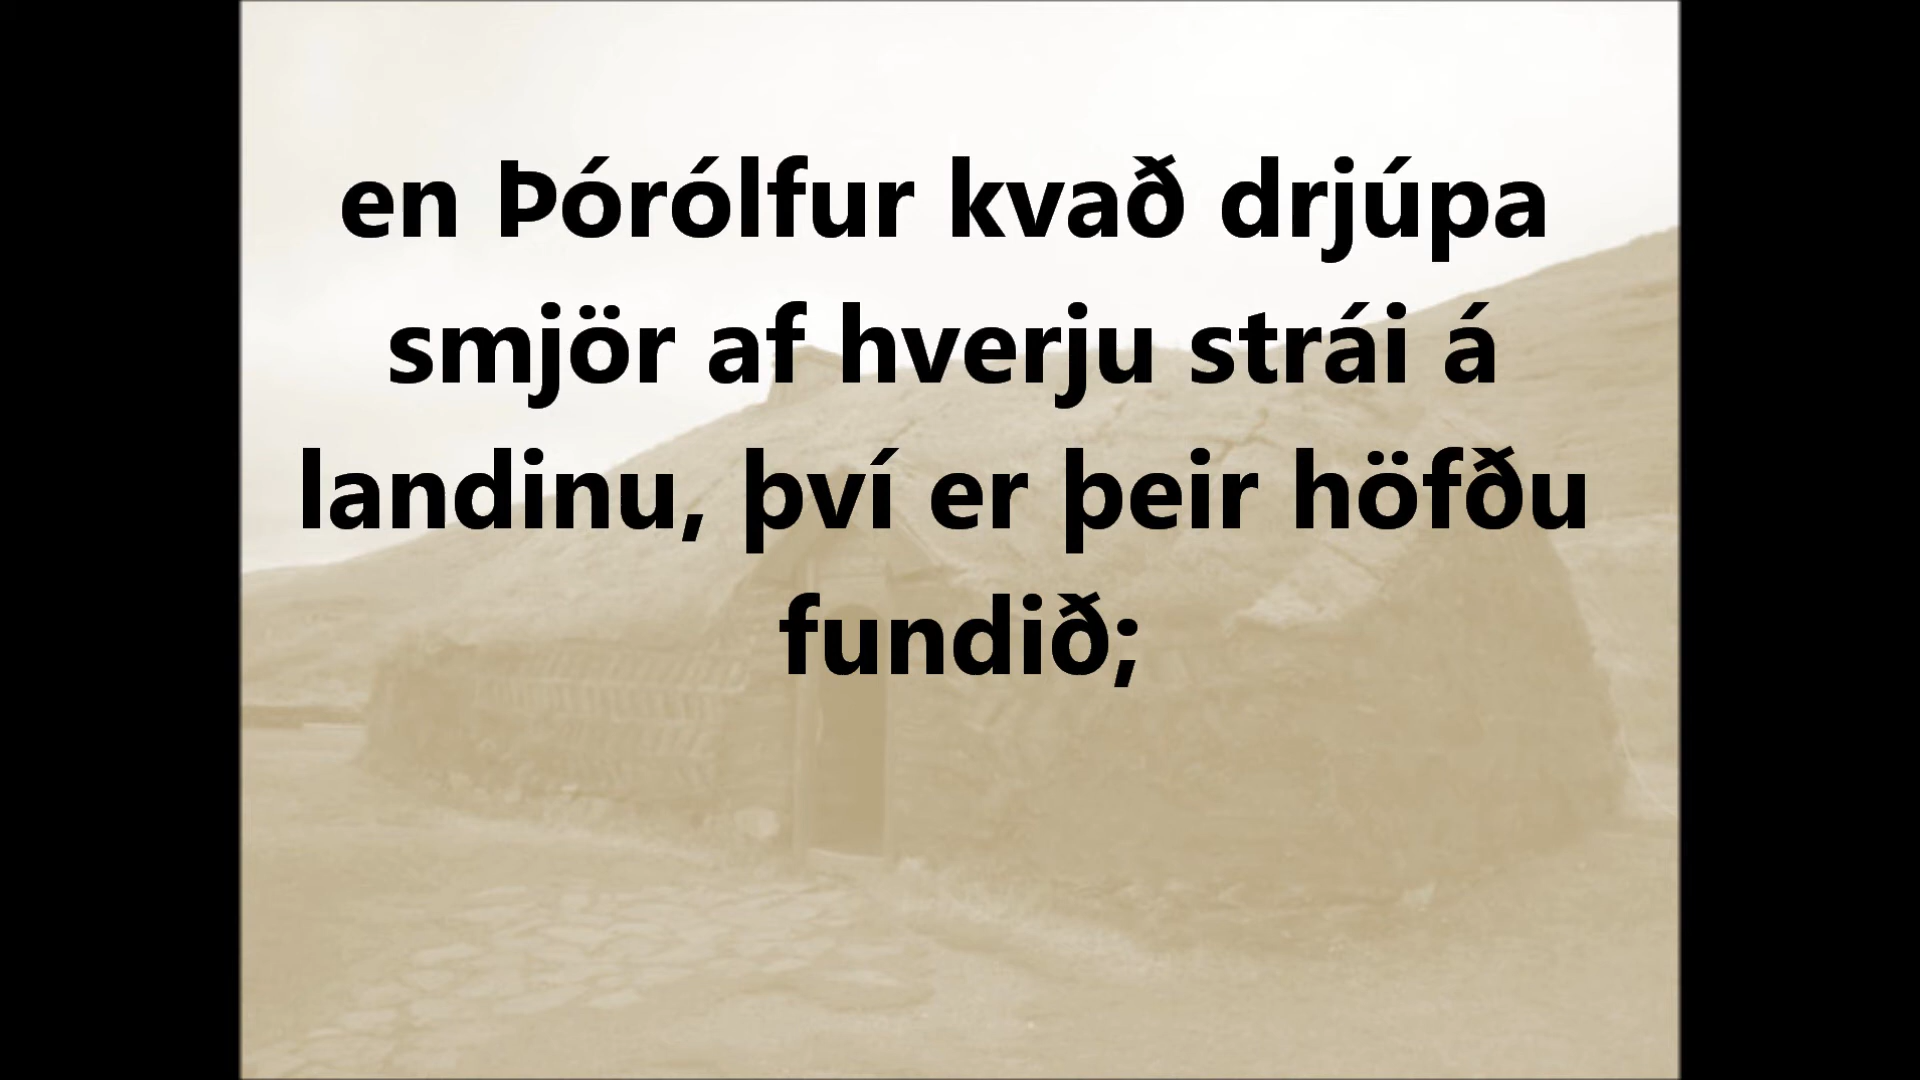 en Þórólfur kvað drjúpa
smjör af hverju strái á
landinu, því er þeir höfðu
fundið;